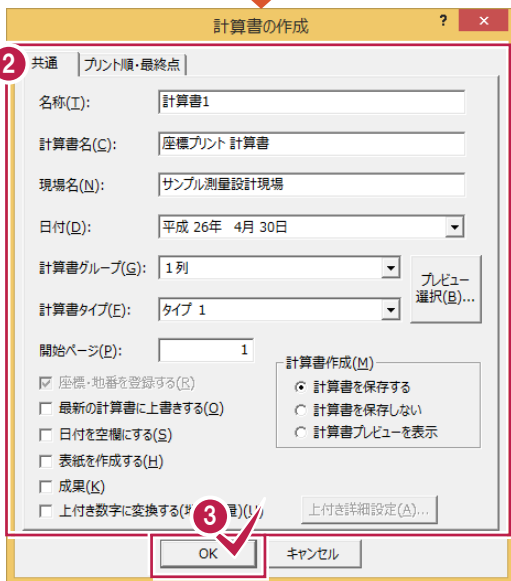 計算書の作成 ? ×
2
共通 プリント順・最終点
名称(T): 計算書1
計算書名(C): 座標プリント 計算書
現場名(N): サンプル測量設計現場
日付(D): 平成 26年 4月 30日
計算書グループ(G): 1列
プレビュー
選択(B)...
計算書タイプ(F): タイプ 1
開始ページ(P): 1
計算書作成(M)
座標・地番を登録する(R)
計算書を保存する
最新の計算書に上書きする(O)
計算書を保存しない
日付を空欄にする(S)
計算書プレビューを表示
表紙を作成する(H)
成果(K)
上付き数字に変換する( 量)(U)
3
上付き詳細設定(A)...
OK キャンセル